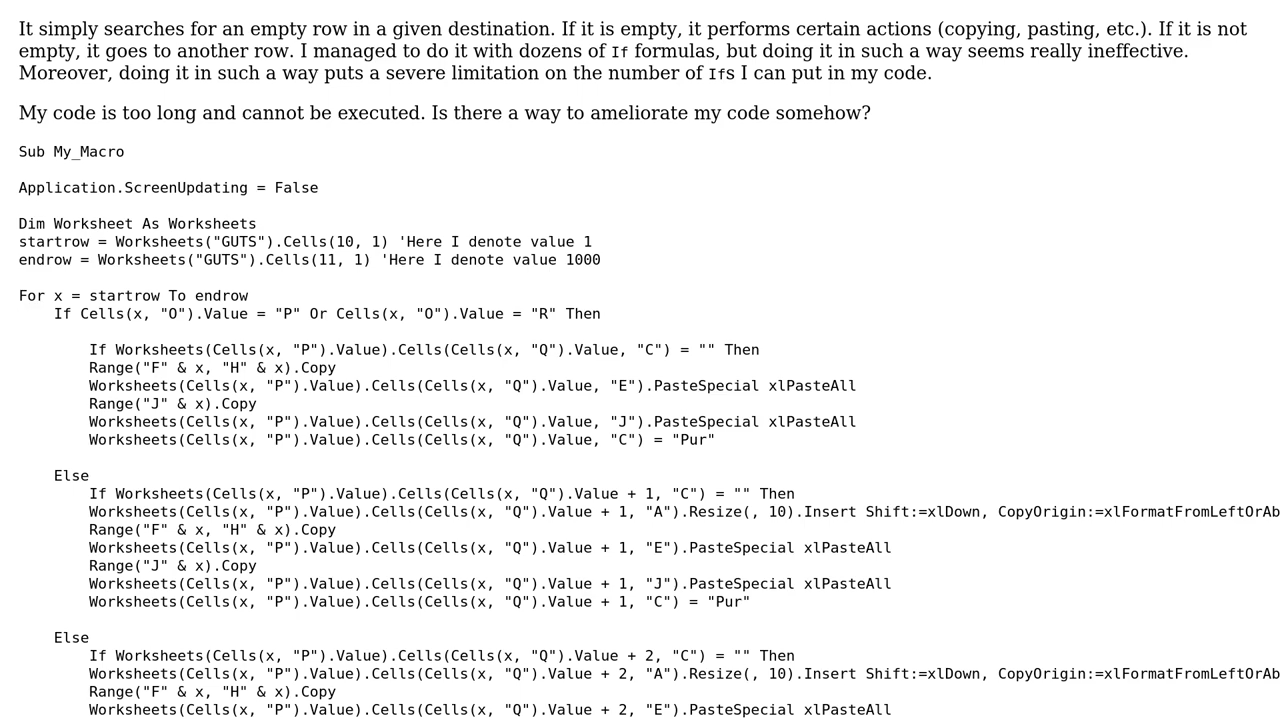 It simply searches for an empty row in a given destination. If it is empty, it performs certain actions (copying, pasting, etc.). If it is not
empty, it goes to another row. I managed to do it with dozens of If formulas, but doing it in such a way seems really ineffective.
Moreover, doing it in such a way puts a severe limitation on the number of Ifs I can put in my code.
My code is too long and cannot be executed. Is there a way to ameliorate my code somehow?
Sub My_Macro
Application.ScreenUpdating = False
Dim Worksheet As Worksheets
startrow = Worksheets("GUTS").Cells(10, 1) 'Here I denote value 1
endrow = Worksheets("GUTS").Cells(11, 1) 'Here I denote value 1000
For x = startrow To endrow
    If Cells(x, "O").Value = "P" Or Cells(x, "O").Value = "R" Then
        If Worksheets(Cells(x, "P").Value).Cells(Cells(x, "Q").Value, "C") = "" Then
        Range("F" & x, "H" & x).Copy
        Worksheets(Cells(x, "P").Value).Cells(Cells(x, "Q").Value, "E").PasteSpecial xlPasteAll
        Range("J" & x).Copy
        Worksheets(Cells(x, "P").Value).Cells(Cells(x, "Q").Value, "J").PasteSpecial xlPasteAll
        Worksheets(Cells(x, "P").Value).Cells(Cells(x, "Q").Value, "C") = "Pur"
    Else
        If Worksheets(Cells(x, "P").Value).Cells(Cells(x, "Q").Value + 1, "C") = "" Then
        Worksheets(Cells(x, "P").Value).Cells(Cells(x, "Q").Value + 1, "A").Resize(, 10).Insert Shift:=xlDown, CopyOrigin:=xlFormatFromLeftOrAb
        Range("F" & x, "H" & x).Copy
        Worksheets(Cells(x, "P").Value).Cells(Cells(x, "Q").Value + 1, "E").PasteSpecial xlPasteAll
        Range("J" & x).Copy
        Worksheets(Cells(x, "P").Value).Cells(Cells(x, "Q").Value + 1, "J").PasteSpecial xlPasteAll
        Worksheets(Cells(x, "P").Value).Cells(Cells(x, "Q").Value + 1, "C") = "Pur"
    Else
        If Worksheets(Cells(x, "P").Value).Cells(Cells(x, "Q").Value + 2, "C") = "" Then
        Worksheets(Cells(x, "P").Value).Cells(Cells(x, "Q").Value + 2, "A").Resize(, 10).Insert Shift:=xlDown, CopyOrigin:=xlFormatFromLeftOrAb
        Range("F" & x, "H" & x).Copy
        Worksheets(Cells(x, "P").Value).Cells(Cells(x, "Q").Value + 2, "E").PasteSpecial xlPasteAll